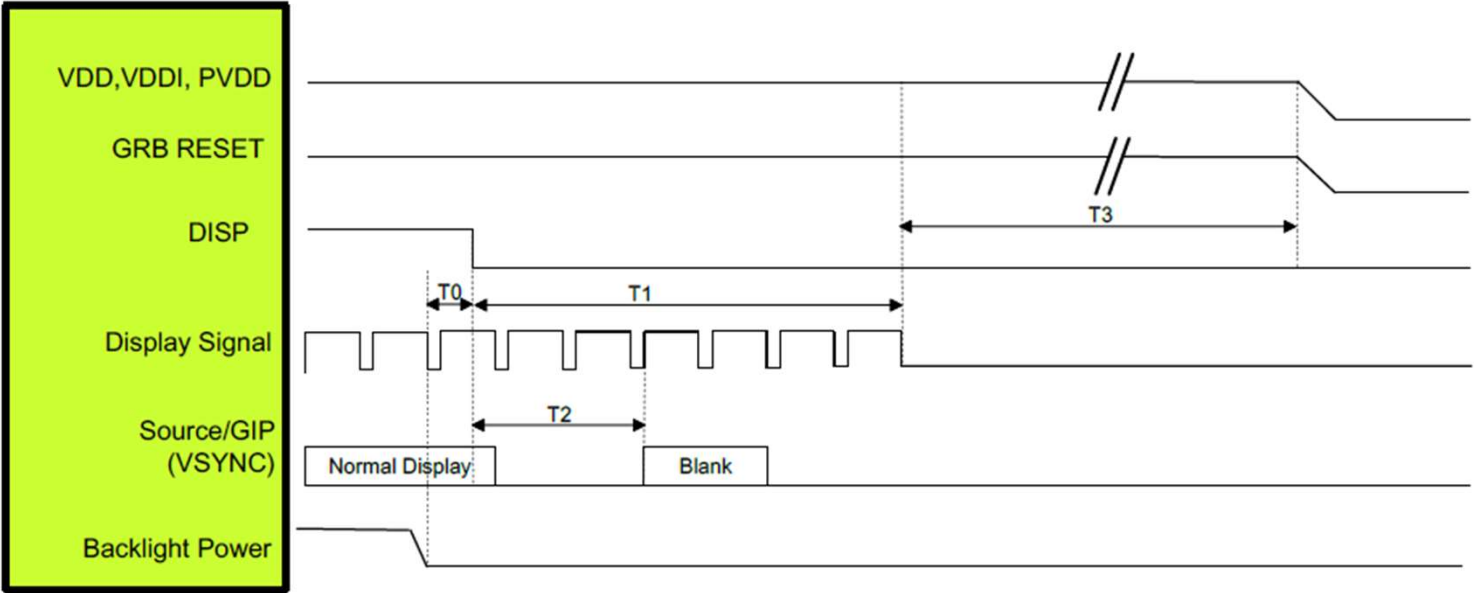 VDD,VDDI, PVDD
GRB RESET
T3
DISP
T0
T1
Display Signal
T2
Source/GIP
(VSYNC)
Normal Display
Blank
Backlight Power